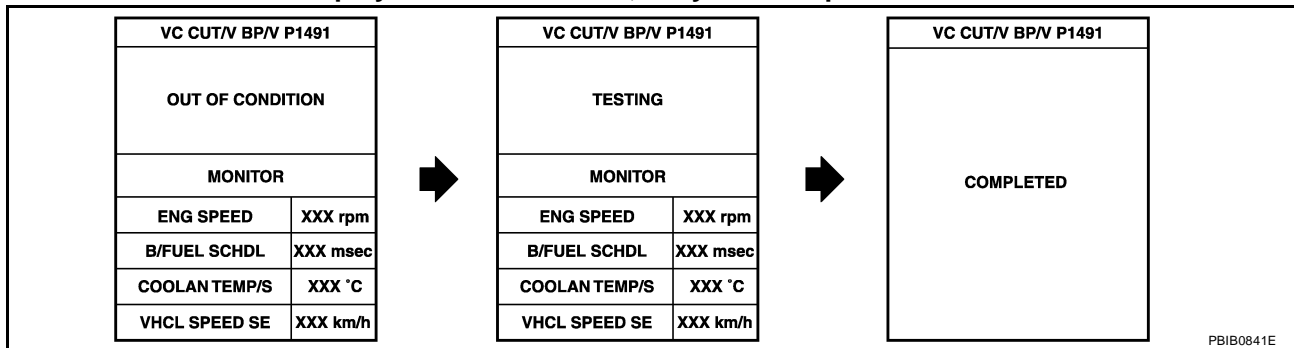 VC CUT/V BP/V P1491
OUT OF CONDITION
MONITOR
ENG SPEED XXX rpm
B/FUEL SCHDL XXX msec
COOLAN TEMP/S XXX °C
VHCL SPEED SE XXX km/h
VC CUT/V BP/V P1491
TESTING
MONITOR
ENG SPEED XXX rpm
B/FUEL SCHDL XXX msec
COOLAN TEMP/S XXX °C
VHCL SPEED SE XXX km/h
VC CUT/V BP/V P1491
COMPLETED
PBIB0841E